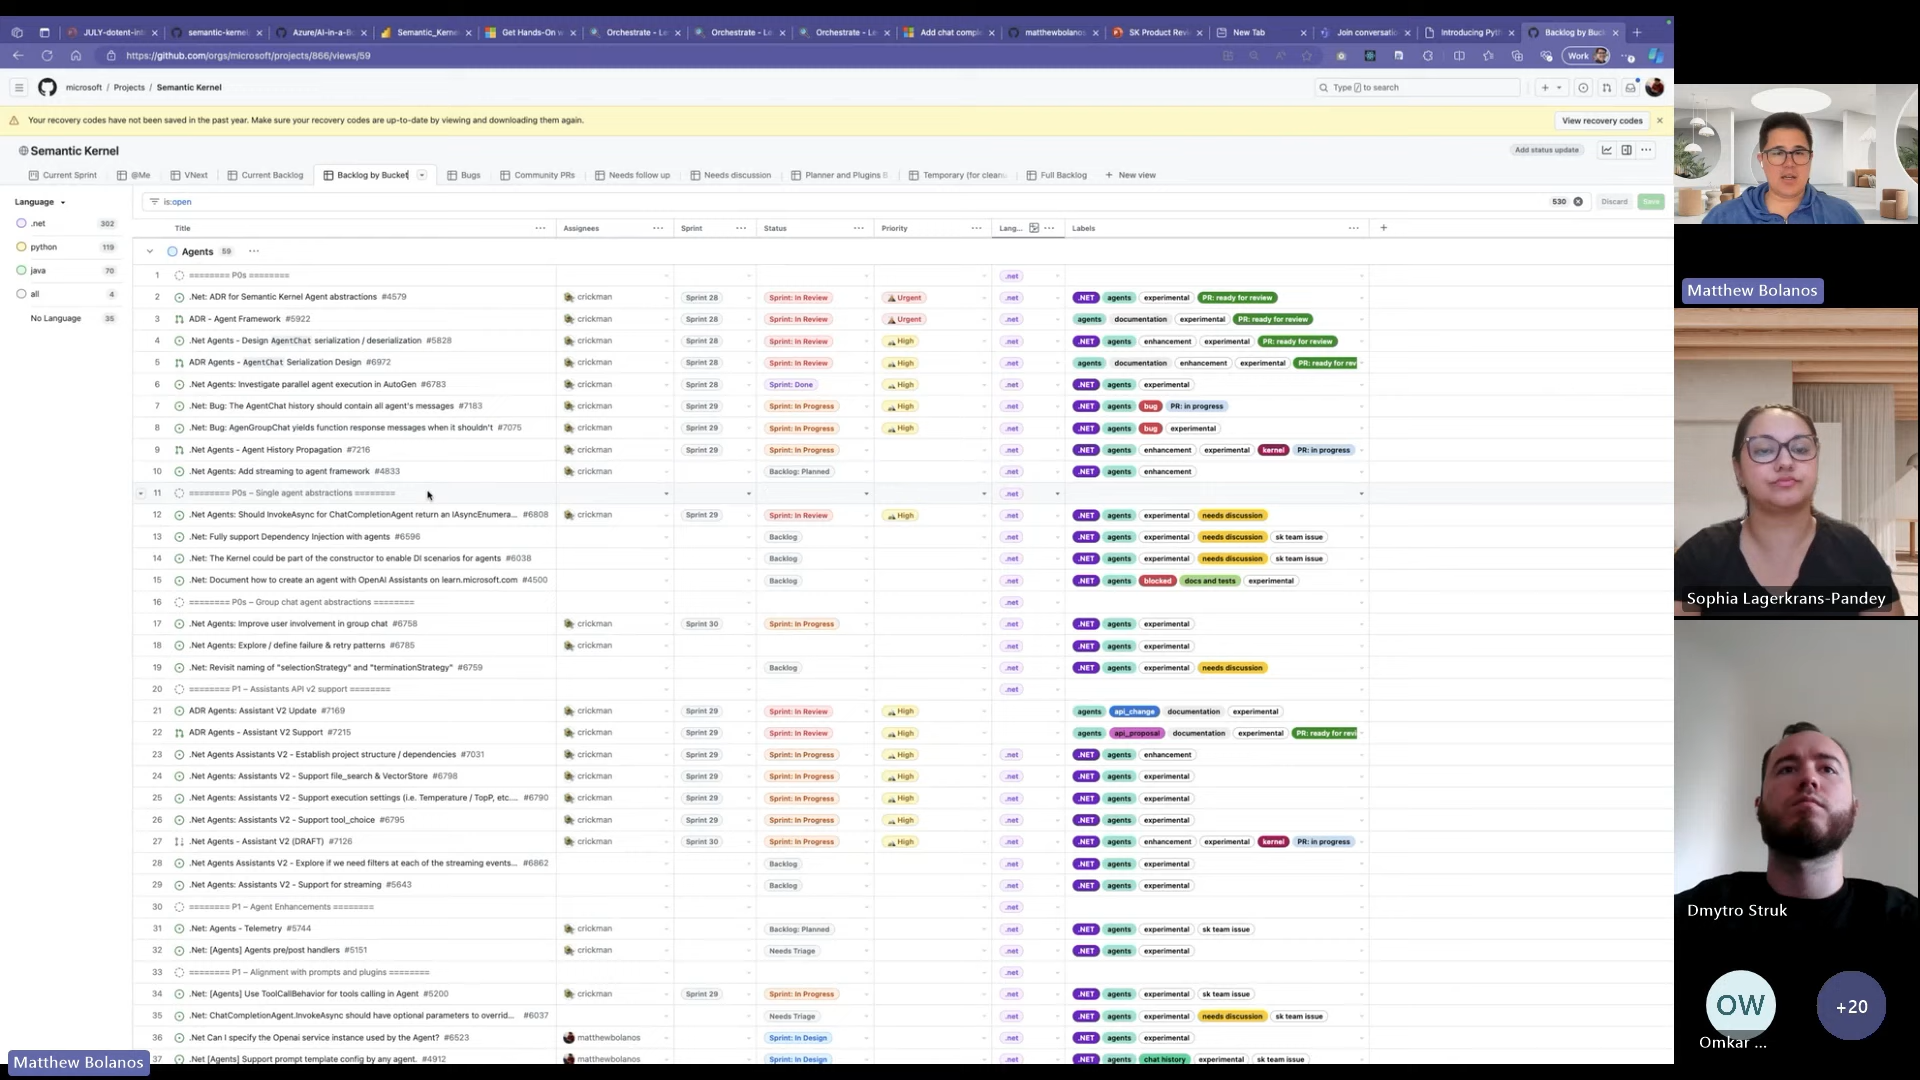 JULY-dotent-in
semantic-kernel
Azure/AI-in-a-B
Semantic_Kerne
Get Hands-On w
Orchestrate - Le
Orchestrate - Le
Orchestrate - Le
Add chat comple
matthewbolanos
SK Product Revi
New Tab
Join conversatio
Introducing Pyth
Backlog by Buc
https://github.com/orgs/microsoft/projects/866/views/59
Work
microsoft / Projects / Semantic Kernel
Type / to search
Your recovery codes have not been saved in the past year. Make sure your recovery codes are up-to-date by viewing and downloading them again.
View recovery codes
Semantic Kernel
Add status update
Current Sprint
@Me
VNext
Current Backlog
Backlog by Bucket
Bugs
Community PRs
Needs follow up
Needs discussion
Planner and Plugins B
Temporary (for clean
Full Backlog
+ New view
Language
.net 302
python 119
java 70
all 4
No Language 35
is:open
530
Discard
Save
Title Assignees Sprint Status Priority Lang... Labels
Agents 59
1 ======== P0s ======== .net
2 .Net: ADR for Semantic Kernel Agent abstractions #4579 crickman Sprint 28 Sprint: In Review Urgent .net .NET agents experimental PR: ready for review
3 ADR - Agent Framework #5922 crickman Sprint 28 Sprint: In Review Urgent .net agents documentation experimental PR: ready for review
4 .Net Agents - Design AgentChat serialization / deserialization #5828 crickman Sprint 28 Sprint: In Review High .net .NET agents enhancement experimental PR: ready for review
5 ADR Agents - AgentChat Serialization Design #6972 crickman Sprint 28 Sprint: In Review High .net agents documentation enhancement experimental PR: ready for rev
6 .Net Agents: Investigate parallel agent execution in AutoGen #6783 crickman Sprint 28 Sprint: Done High .net .NET agents experimental
7 .Net: Bug: The AgentChat history should contain all agent's messages #7183 crickman Sprint 29 Sprint: In Progress High .net .NET agents bug PR: in progress
8 .Net: Bug: AgenGroupChat yields function response messages when it shouldn't #7075 crickman Sprint 29 Sprint: In Progress High .net .NET agents bug experimental
9 .Net Agents - Agent History Propagation #7216 crickman Sprint 29 Sprint: In Progress .net .NET agents enhancement experimental kernel PR: in progress
10 .Net Agents: Add streaming to agent framework #4833 crickman Backlog: Planned .net .NET agents enhancement
11 ======== P0s – Single agent abstractions ======== .net
12 .Net Agents: Should InvokeAsync for ChatCompletionAgent return an IAsyncEnumera... #6808 crickman Sprint 29 Sprint: In Review High .net .NET agents experimental needs discussion
13 .Net: Fully support Dependency Injection with agents #6596 Backlog .net .NET agents experimental needs discussion sk team issue
14 .Net: The Kernel could be part of the constructor to enable DI scenarios for agents #6038 Backlog .net .NET agents experimental needs discussion sk team issue
15 .Net: Document how to create an agent with OpenAI Assistants on learn.microsoft.com #4500 Backlog .net .NET agents blocked docs and tests experimental
16 ======== P0s – Group chat agent abstractions ======== .net
17 .Net Agents: Improve user involvement in group chat #6758 crickman Sprint 30 Sprint: In Progress .net .NET agents experimental
18 .Net Agents: Explore / define failure & retry patterns #6785 crickman .net .NET agents experimental
19 .Net: Revisit naming of "selectionStrategy" and "terminationStrategy" #6759 Backlog .net .NET agents experimental needs discussion
20 ======== P1 – Assistants API v2 support ======== .net
21 ADR Agents: Assistant V2 Update #7169 crickman Sprint 29 Sprint: In Review High agents api_change documentation experimental
22 ADR Agents - Assistant V2 Support #7215 crickman Sprint 29 Sprint: In Review High agents api_proposal documentation experimental PR: ready for revi
23 .Net Agents Assistants V2 - Establish project structure / dependencies #7031 crickman Sprint 29 Sprint: In Progress High .net .NET agents enhancement
24 .Net Agents: Assistants V2 - Support file_search & VectorStore #6798 crickman Sprint 29 Sprint: In Progress High .net .NET agents experimental
25 .Net Agents: Assistants V2 - Support execution settings (i.e. Temperature / TopP, etc.... #6790 crickman Sprint 29 Sprint: In Progress High .net .NET agents experimental
26 .Net Agents: Assistants V2 - Support tool_choice #6795 crickman Sprint 29 Sprint: In Progress High .net .NET agents experimental
27 .Net Agents - Assistant V2 (DRAFT) #7126 crickman Sprint 30 Sprint: In Progress High .net .NET agents enhancement experimental kernel PR: in progress
28 .Net Agents Assistants V2 - Explore if we need filters at each of the streaming events... #6862 Backlog .net .NET agents experimental
29 .Net Agents: Assistants V2 - Support for streaming #5643 Backlog .net .NET agents experimental
30 ======== P1 – Agent Enhancements ======== .net
31 .Net: Agents - Telemetry #5744 crickman Backlog: Planned .net .NET agents experimental sk team issue
32 .Net: [Agents] Agents pre/post handlers #5151 crickman Needs Triage .net .NET agents experimental
33 ======== P1 – Alignment with prompts and plugins ======== .net
34 .Net: [Agents] Use ToolCallBehavior for tools calling in Agent #5200 crickman Sprint 29 Sprint: In Progress .net .NET agents experimental sk team issue
35 .Net: ChatCompletionAgent.InvokeAsync should have optional parameters to overrid... #6037 Needs Triage .net .NET agents experimental needs discussion sk team issue
36 .Net Can I specify the Openai service instance used by the Agent? #6523 matthewbolanos Sprint: In Design .net .NET agents experimental
37 .Net [Agents] Support prompt template config by any agent. #4912 matthewbolanos Sprint: In Design .net .NET agents chat history experimental sk team issue
Matthew Bolanos
Matthew Bolanos
Sophia Lagerkrans-Pandey
Dmytro Struk
OW
+20
Omkar ...